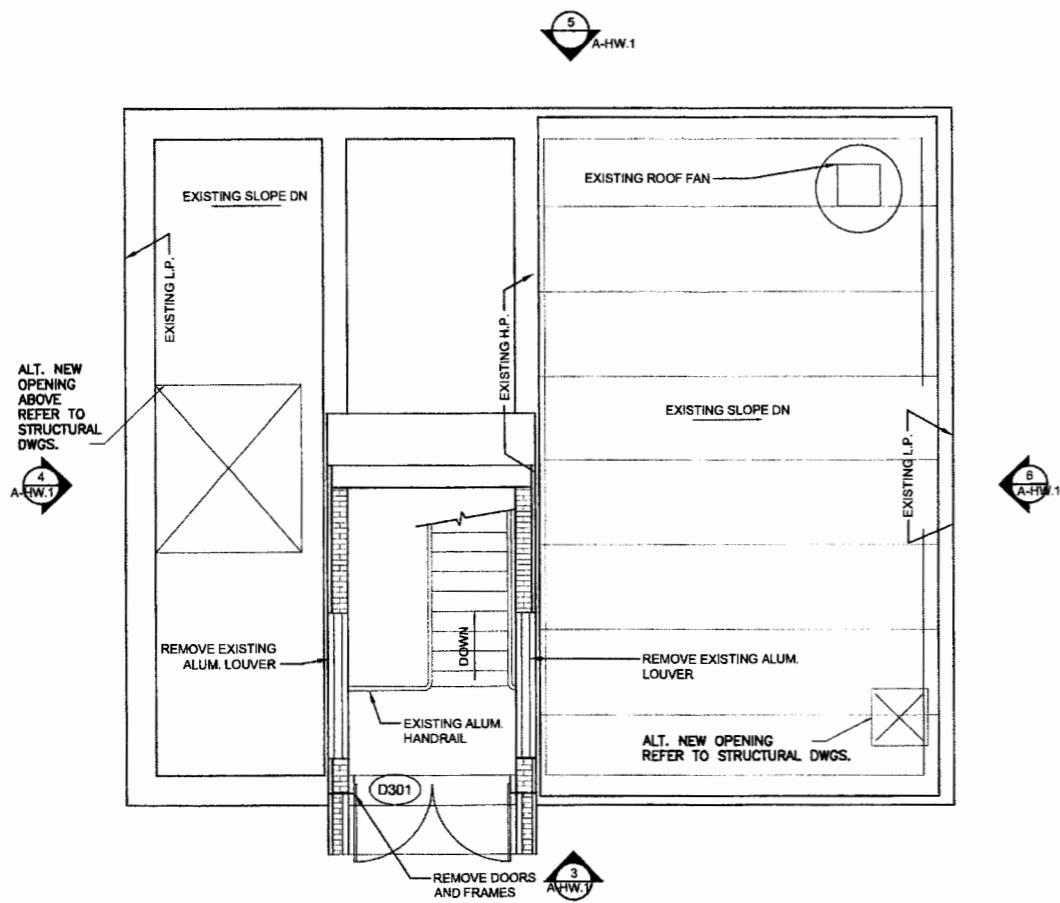 5
A-HW.1
EXISTING SLOPE DN
EXISTING ROOF FAN
EXISTING L.P.
EXISTING H.P.
ALT. NEW
OPENING
ABOVE
REFER TO
STRUCTURAL
DWGS.
EXISTING SLOPE DN
EXISTING L.P.
4
A-HW.1
6
A-HW.1
DOWN
REMOVE EXISTING
ALUM. LOUVER
REMOVE EXISTING ALUM.
LOUVER
EXISTING ALUM.
HANDRAIL
ALT. NEW OPENING
REFER TO STRUCTURAL DWGS.
D301
REMOVE DOORS
AND FRAMES
3
A-HW.1